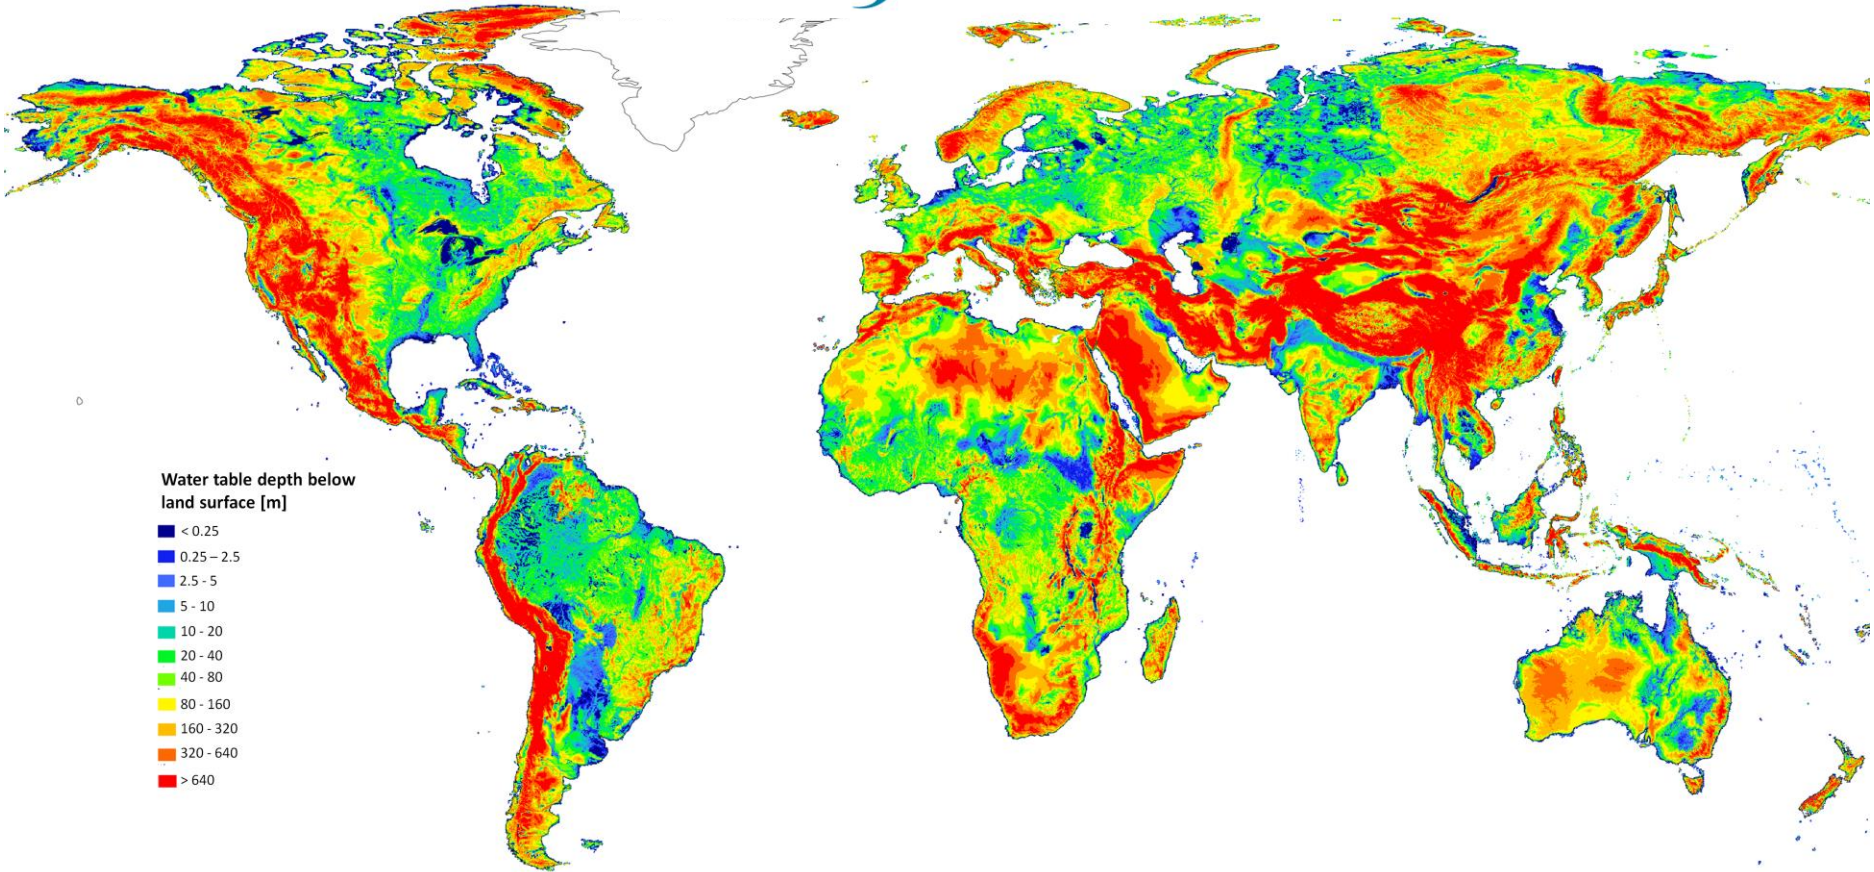 Water table depth below
land surface [m]
< 0.25
0.25 – 2.5
2.5 - 5
5 - 10
10 - 20
20 - 40
40 - 80
80 - 160
160 - 320
320 - 640
> 640